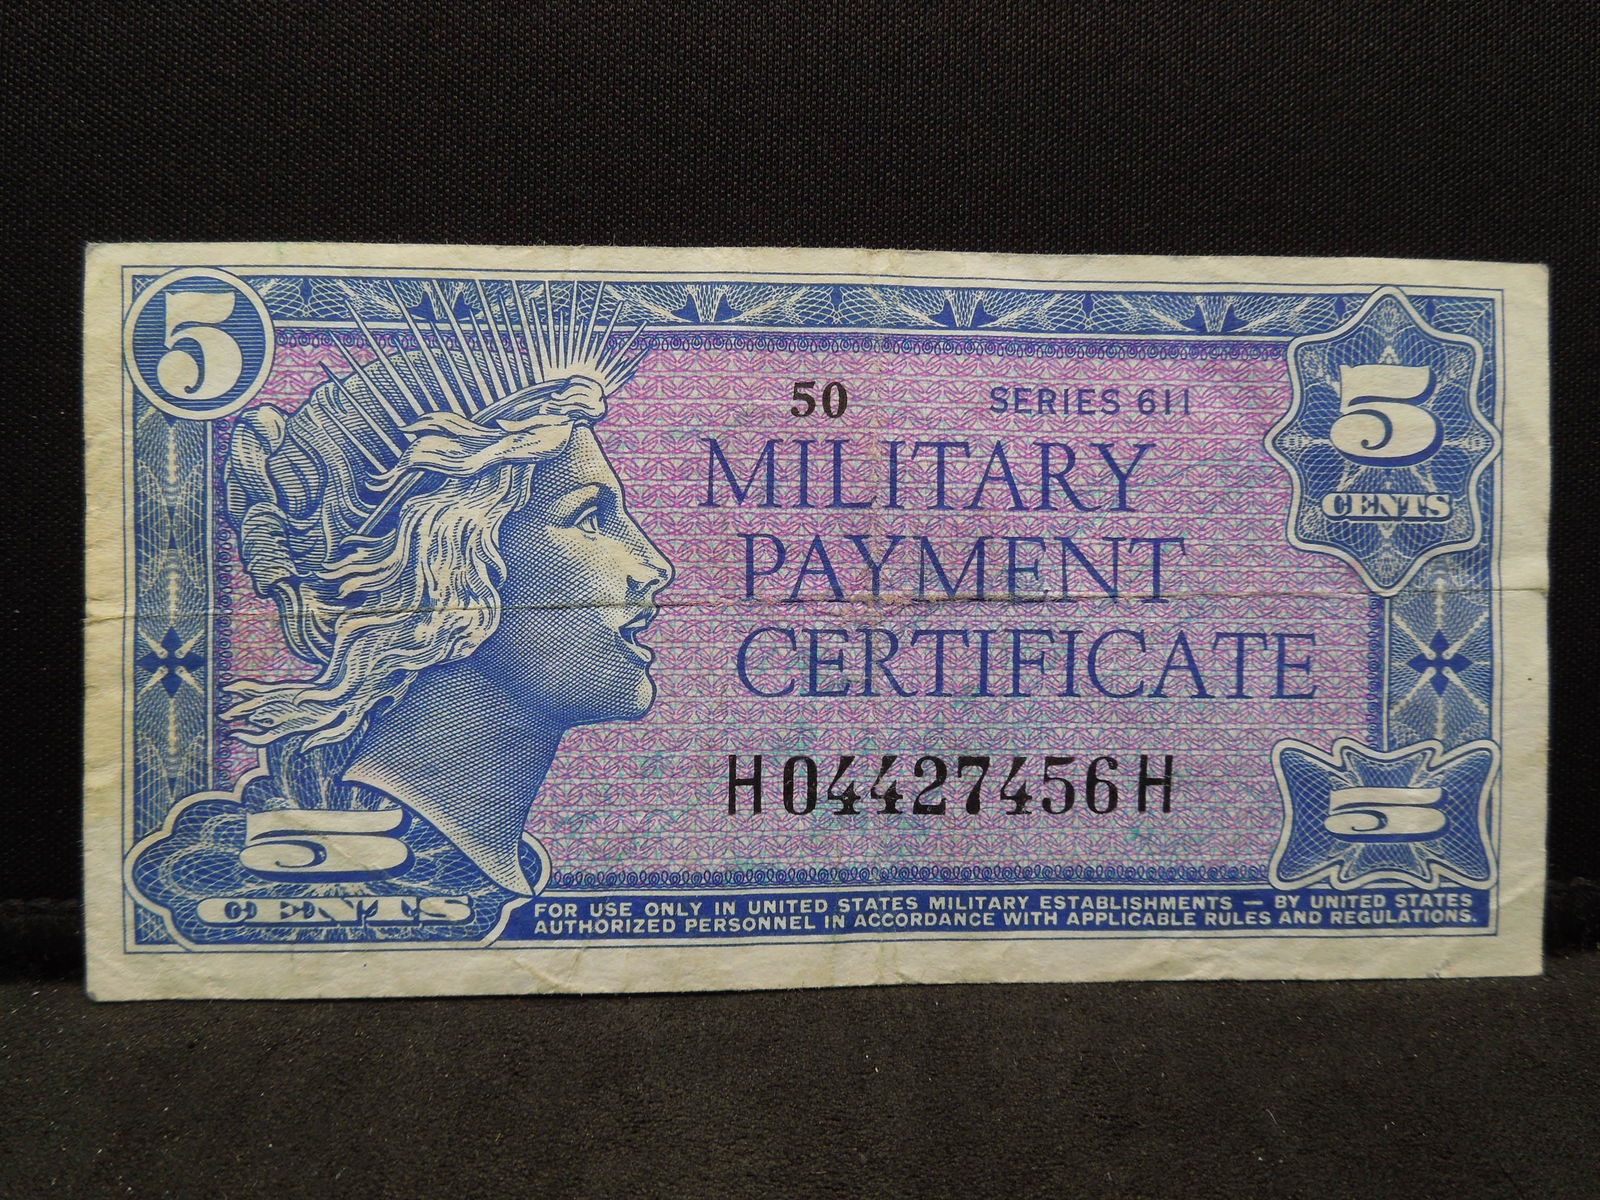 5
50 SERIES 611
5
CENTS
MILITARY
PAYMENT
CERTIFICATE
H04427456H
5
CENTS
5
FOR USE ONLY IN UNITED STATES MILITARY ESTABLISHMENTS — BY UNITED STATES
AUTHORIZED PERSONNEL IN ACCORDANCE WITH APPLICABLE RULES AND REGULATIONS.